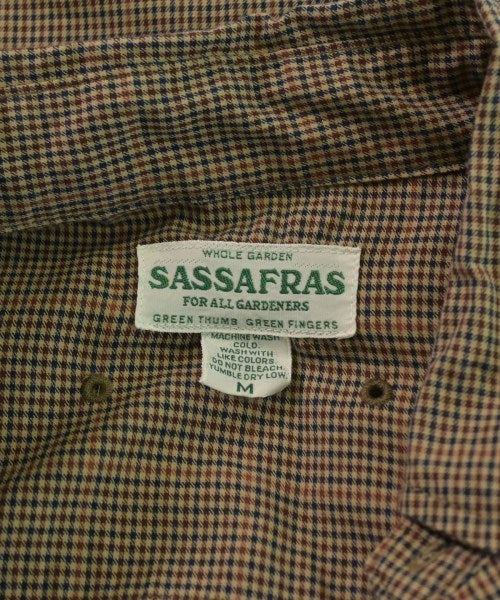 WHOLE GARDEN
SASSAFRAS
FOR ALL GARDENERS
GREEN THUMB GREEN FINGERS
MACHINE WASH
COLD.
WASH WITH
LIKE COLORS.
DO NOT BLEACH.
TUMBLE DRY LOW.
M